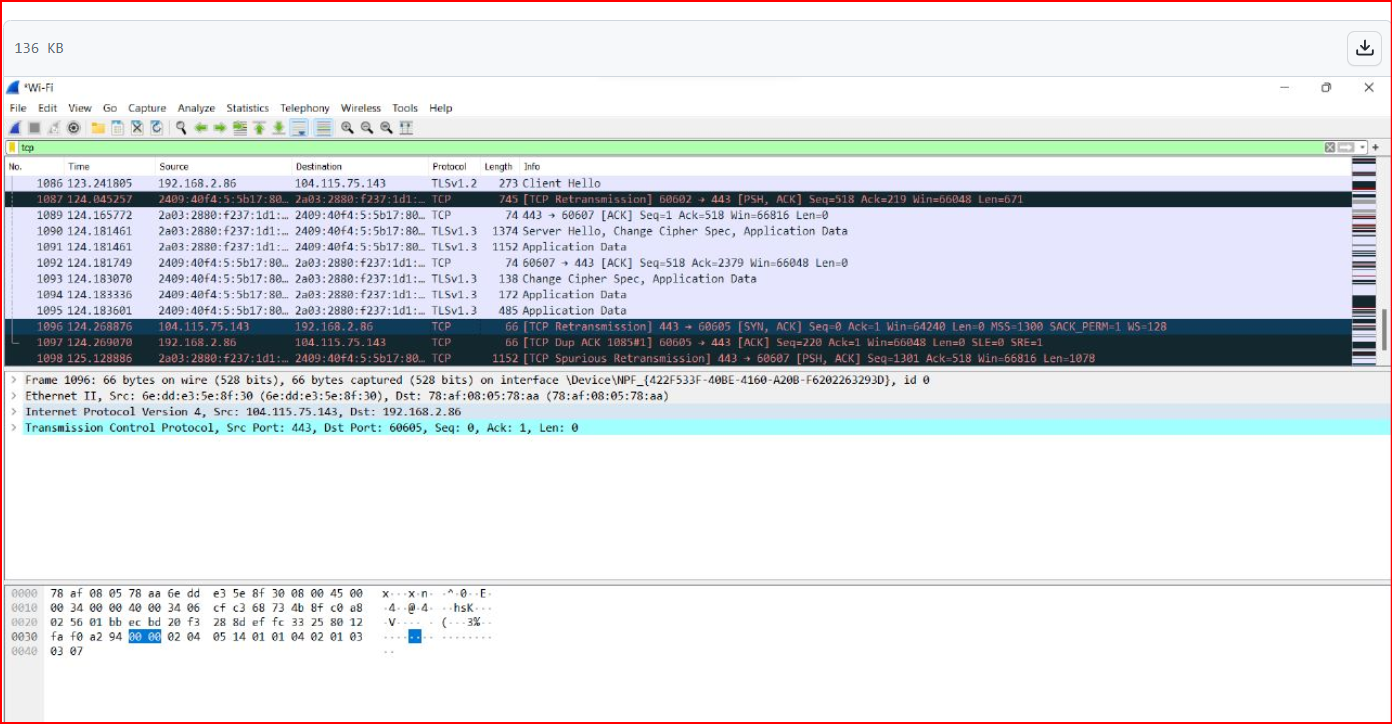 136 KB
*Wi-Fi
File Edit View Go Capture Analyze Statistics Telephony Wireless Tools Help
tcp
No. Time Source Destination Protocol Length Info
1086 123.241805 192.168.2.86 104.115.75.143 TLSv1.2 273 Client Hello
1087 124.045257 2409:40f4:5:5b17:80… 2a03:2880:f237:1d1:… TCP 745 [TCP Retransmission] 60602 → 443 [PSH, ACK] Seq=518 Ack=219 Win=66048 Len=671
1089 124.165772 2a03:2880:f237:1d1:… 2409:40f4:5:5b17:80… TCP 74 443 → 60607 [ACK] Seq=1 Ack=518 Win=66816 Len=0
1090 124.181461 2a03:2880:f237:1d1:… 2409:40f4:5:5b17:80… TLSv1.3 1374 Server Hello, Change Cipher Spec, Application Data
1091 124.181461 2a03:2880:f237:1d1:… 2409:40f4:5:5b17:80… TLSv1.3 1152 Application Data
1092 124.181749 2409:40f4:5:5b17:80… 2a03:2880:f237:1d1:… TCP 74 60607 → 443 [ACK] Seq=518 Ack=2379 Win=66048 Len=0
1093 124.183070 2409:40f4:5:5b17:80… 2a03:2880:f237:1d1:… TLSv1.3 138 Change Cipher Spec, Application Data
1094 124.183336 2409:40f4:5:5b17:80… 2a03:2880:f237:1d1:… TLSv1.3 172 Application Data
1095 124.183601 2409:40f4:5:5b17:80… 2a03:2880:f237:1d1:… TLSv1.3 485 Application Data
1096 124.268876 104.115.75.143 192.168.2.86 TCP 66 [TCP Retransmission] 443 → 60605 [SYN, ACK] Seq=0 Ack=1 Win=64240 Len=0 MSS=1300 SACK_PERM=1 WS=128
1097 124.269070 192.168.2.86 104.115.75.143 TCP 66 [TCP Dup ACK 1085#1] 60605 → 443 [ACK] Seq=220 Ack=1 Win=66048 Len=0 SLE=0 SRE=1
1098 125.128886 2a03:2880:f237:1d1:… 2409:40f4:5:5b17:80… TCP 1152 [TCP Spurious Retransmission] 443 → 60607 [PSH, ACK] Seq=1301 Ack=518 Win=66816 Len=1078
Frame 1096: 66 bytes on wire (528 bits), 66 bytes captured (528 bits) on interface \Device\NPF_{422F533F-40BE-4160-A20B-F6202263293D}, id 0
Ethernet II, Src: 6e:dd:e3:5e:8f:30 (6e:dd:e3:5e:8f:30), Dst: 78:af:08:05:78:aa (78:af:08:05:78:aa)
Internet Protocol Version 4, Src: 104.115.75.143, Dst: 192.168.2.86
Transmission Control Protocol, Src Port: 443, Dst Port: 60605, Seq: 0, Ack: 1, Len: 0
0000 78 af 08 05 78 aa 6e dd e3 5e 8f 30 08 00 45 00 x···x·n· ·^·0··E·
0010 00 34 00 00 40 00 34 06 cf c3 68 73 4b 8f c0 a8 ·4··@·4· ··hsK···
0020 02 56 01 bb ec bd 20 f3 28 8d ef fc 33 25 80 12 ·V···· · (···3%··
0030 fa f0 a2 94 00 00 02 04 05 14 01 01 04 02 01 03 ········ ········
0040 03 07 ··